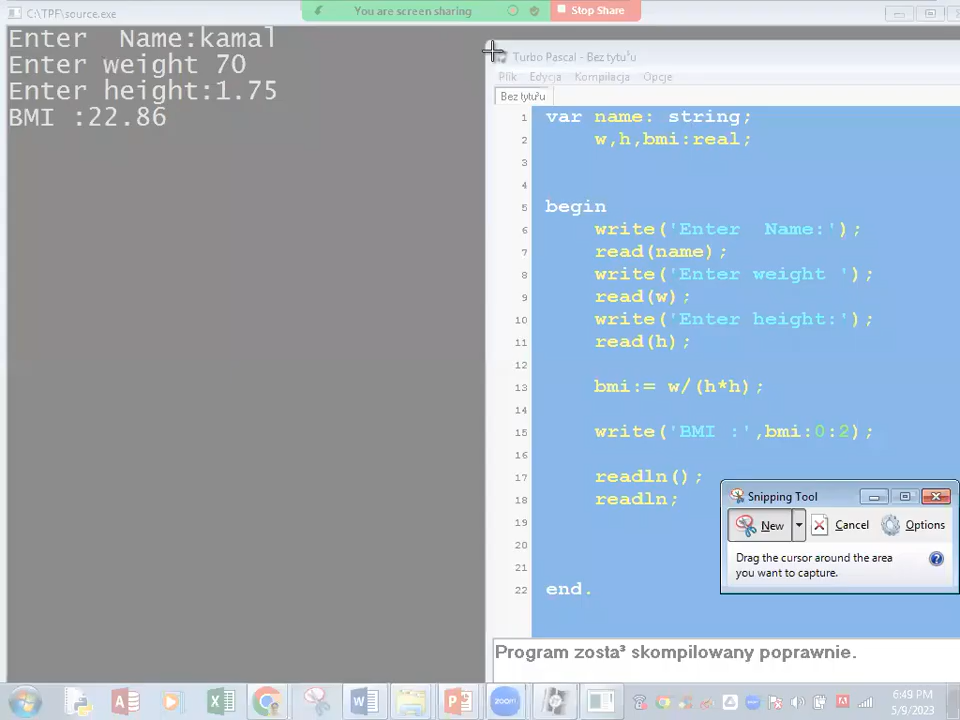 C:\TPF\source.exe
You are screen sharing
Stop Share
Enter  Name:kamal
Enter weight 70
Enter height:1.75
BMI :22.86
Turbo Pascal - Bez tytu³u
Plik Edycja Kompilacja Opcje
Bez tytu³u
1 var name: string;
2 w,h,bmi:real;
3
4
5 begin
6 write('Enter  Name:');
7 read(name);
8 write('Enter weight ');
9 read(w);
10 write('Enter height:');
11 read(h);
12
13 bmi:= w/(h*h);
14
15 write('BMI :',bmi:0:2);
16
17 readln();
18 readln;
19
20
21
22 end.
Snipping Tool
New Cancel Options
Drag the cursor around the area
you want to capture.
Program zosta³ skompilowany poprawnie.
zoom
6:49 PM
5/9/2023